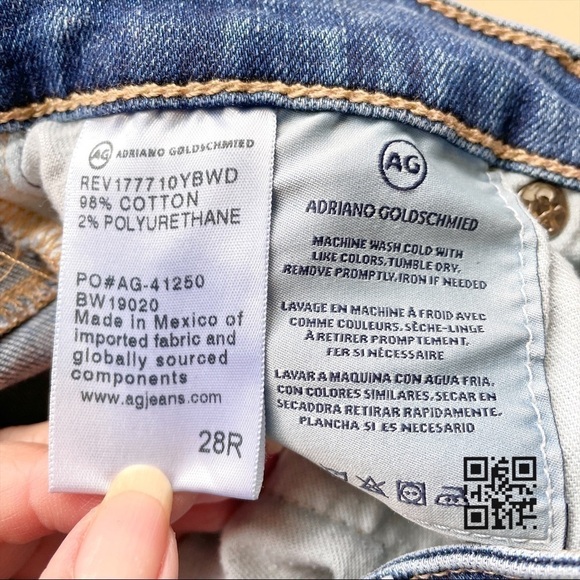 AG ADRIANO GOLDSCHMIED
REV177710YBWD
98% COTTON
2% POLYURETHANE
PO#AG-41250
BW19020
Made in Mexico of
imported fabric and
globally sourced
components
www.agjeans.com
28R
AG
ADRIANO GOLDSCHMIED
MACHINE WASH COLD WITH
LIKE COLORS, TUMBLE DRY,
REMOVE PROMPTLY, IRON IF NEEDED
LAVAGE EN MACHINE À FROID AVEC
COMME COULEURS, SÈCHE-LINGE
À RETIRER PROMPTEMENT,
FER SI NÉCESSAIRE
LAVAR A MAQUINA CON AGUA FRIA,
CON COLORES SIMILARES, SECAR EN
SECADORA RETIRAR RAPIDAMENTE,
PLANCHA SI ES NECESARIO